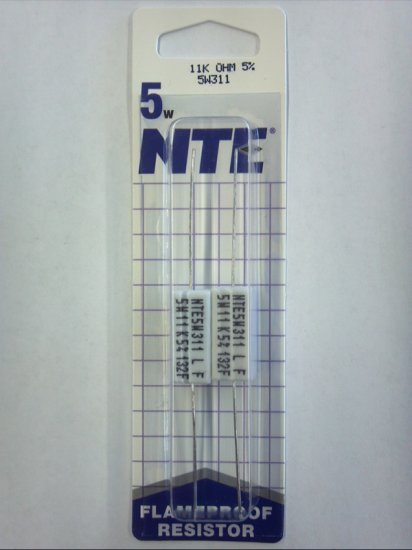 11K OHM 5%
5W311
5W
NTE®
NTE5W311 L F
5W11K5%132F
NTE5W311 L F
5W11K5%132F
FLAMEPROOF
RESISTOR